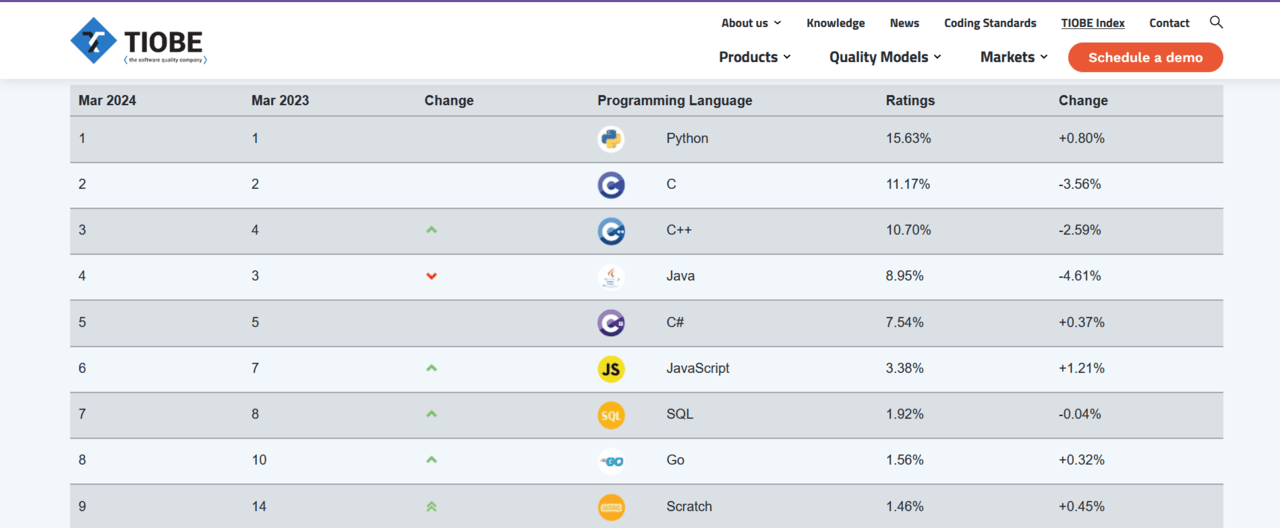 About us Knowledge News Coding Standards TIOBE Index Contact
TIOBE
(the software quality company)
Products Quality Models Markets Schedule a demo
Mar 2024 Mar 2023 Change Programming Language Ratings Change
1 1 Python 15.63% +0.80%
2 2 C C 11.17% -3.56%
3 4 C++ C++ 10.70% -2.59%
4 3 Java 8.95% -4.61%
5 5 C C# 7.54% +0.37%
6 7 JS JavaScript 3.38% +1.21%
7 8 SQL SQL 1.92% -0.04%
8 10 GO Go 1.56% +0.32%
9 14 Scratch 1.46% +0.45%